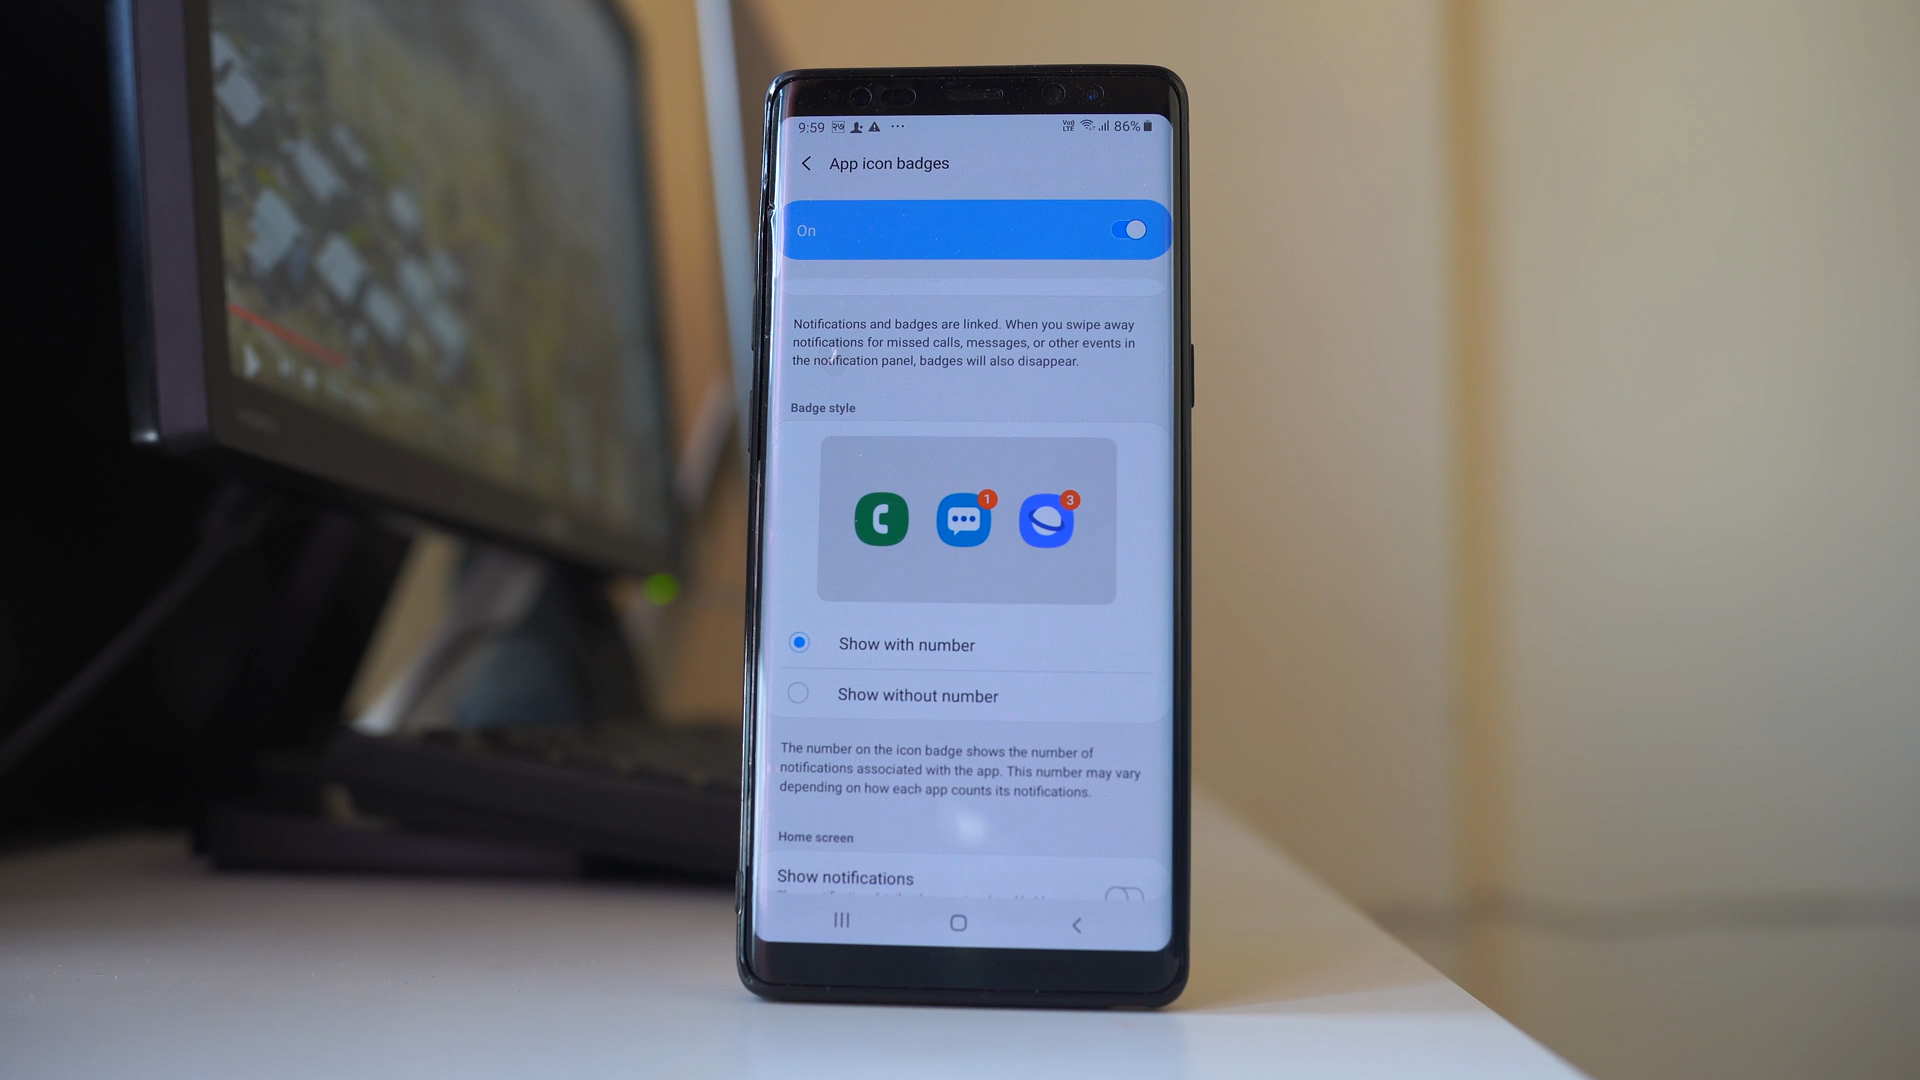 9:59
Vo) LTE 86%
App icon badges
On
Notifications and badges are linked. When you swipe away
notifications for missed calls, messages, or other events in
the notification panel, badges will also disappear.
Badge style
1
3
Show with number
Show without number
The number on the icon badge shows the number of
notifications associated with the app. This number may vary
depending on how each app counts its notifications.
Home screen
Show notifications